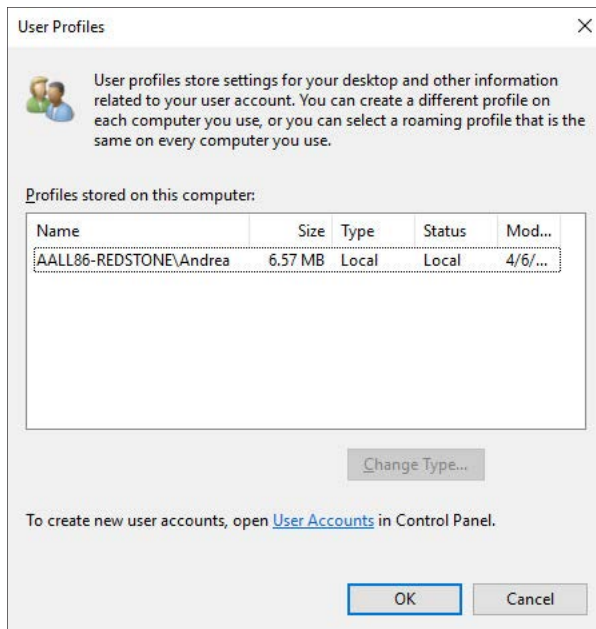 User Profiles
User profiles store settings for your desktop and other information
related to your user account. You can create a different profile on
each computer you use, or you can select a roaming profile that is the
same on every computer you use.
Profiles stored on this computer:
Name Size Type Status Mod...
AALL86-REDSTONE\Andrea 6.57 MB Local Local 4/6/...
Change Type...
To create new user accounts, open User Accounts in Control Panel.
OK Cancel